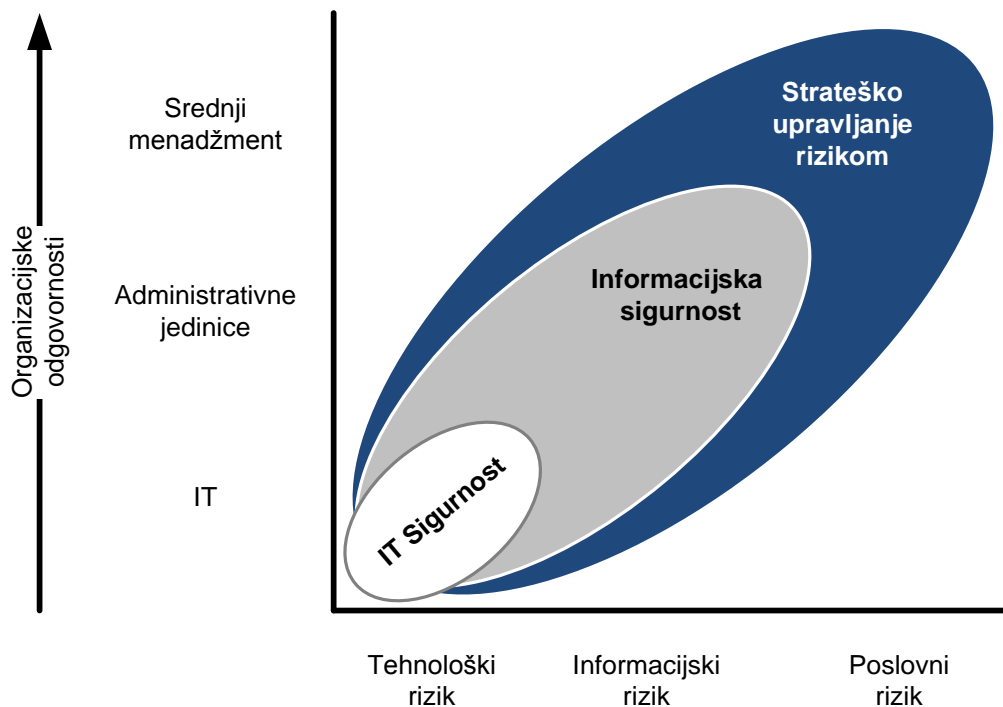 Organizacijske
odgovornosti
Srednji
menadžment
Administrativne
jedinice
IT
Strateško
upravljanje
rizikom
Informacijska
sigurnost
IT Sigurnost
Tehnološki
rizik
Informacijski
rizik
Poslovni
rizik